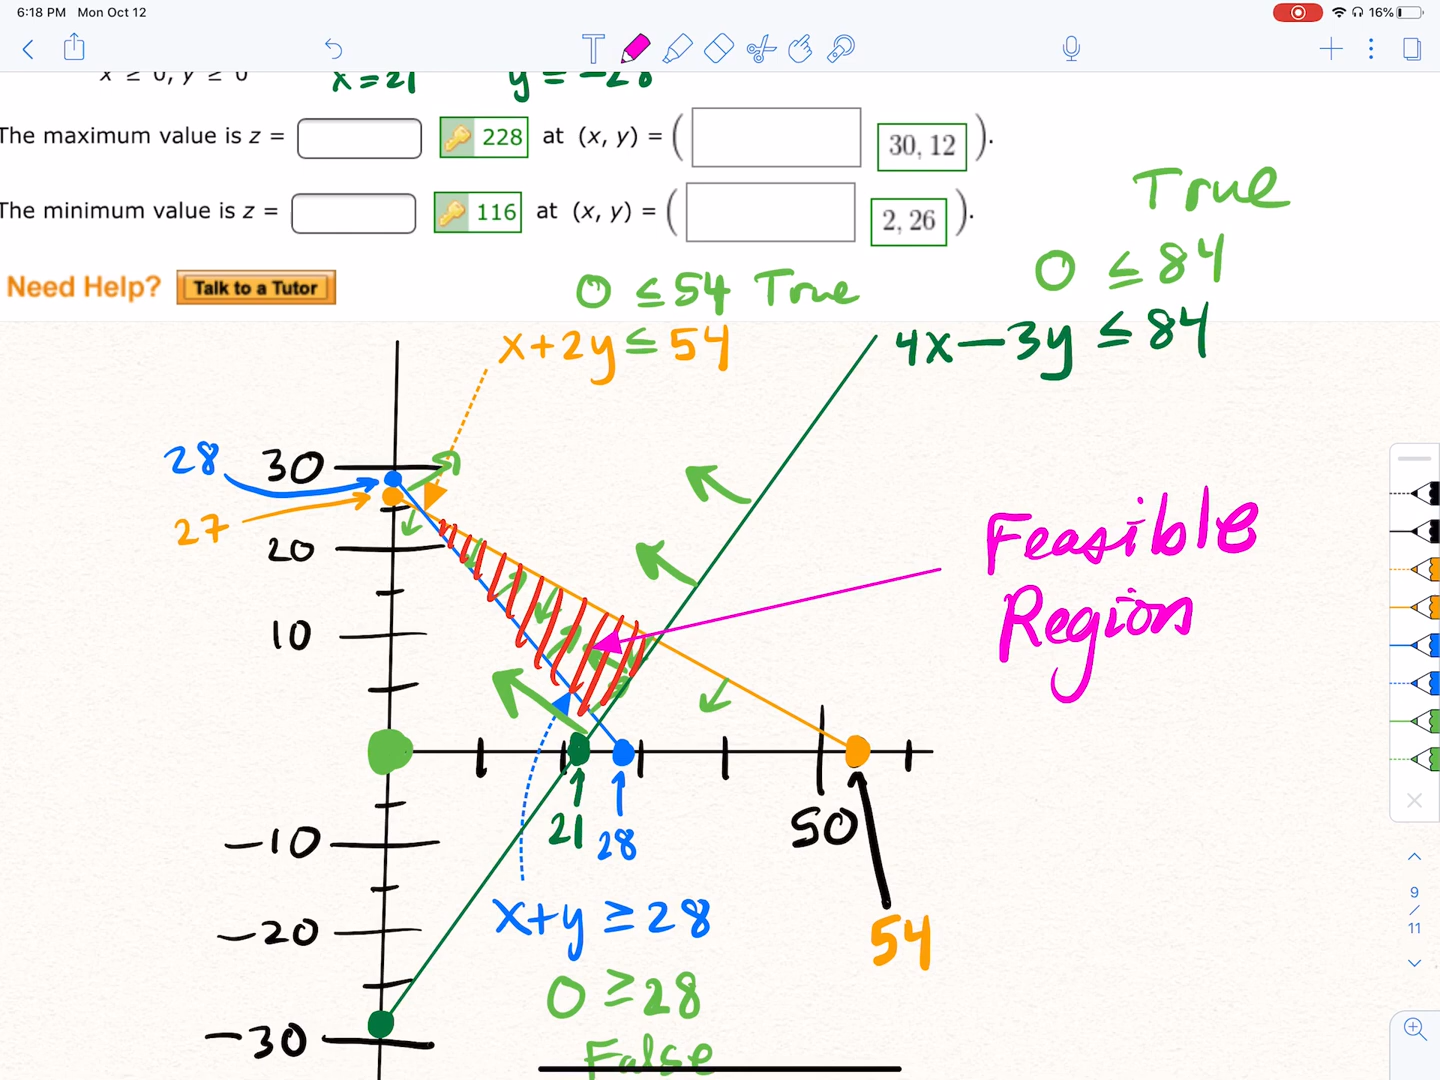 6:18 PM Mon Oct 12
16%
x ≥ 0, y ≥ 0 x = 21 y = -28
The maximum value is z = 228 at (x, y) = ( 30, 12 ).
The minimum value is z = 116 at (x, y) = ( 2, 26 ).
Need Help? Talk to a Tutor
True
0 ≤ 54 True
0 ≤ 84
x+2y ≤ 54
4x-3y ≤ 84
28
30
27
20
10
Feasible
Region
21
28
50
-10
x+y ≥ 28
54
-20
0 ≥ 28
-30
False
9
/
11